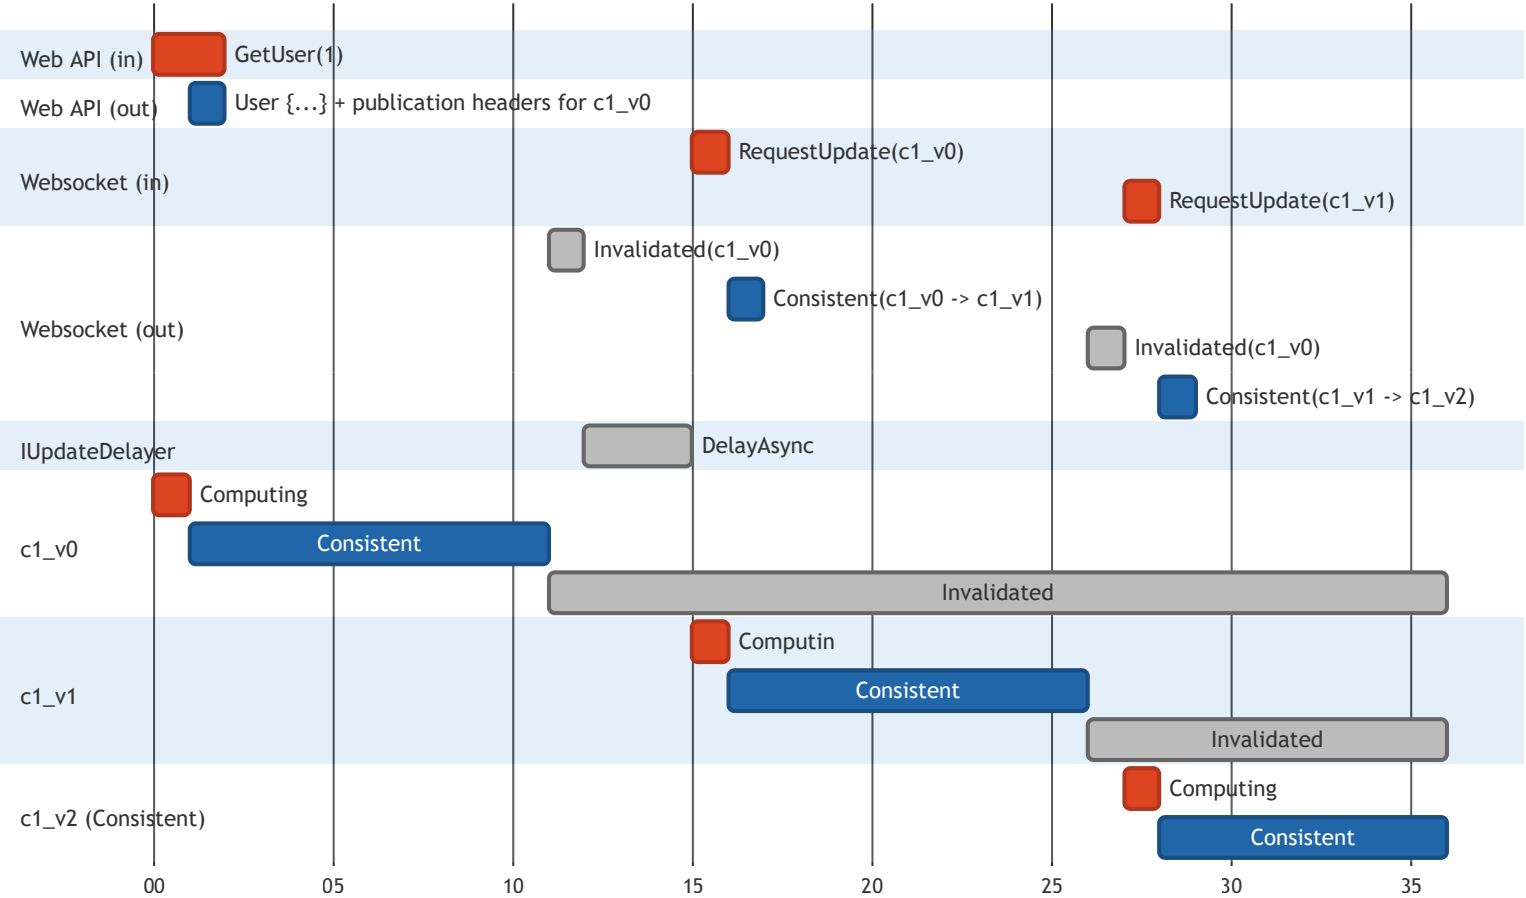 Web API (in)
GetUser(1)
Web API (out)
User {...} + publication headers for c1_v0
Websocket (in)
RequestUpdate(c1_v0)
RequestUpdate(c1_v1)
Websocket (out)
Invalidated(c1_v0)
Consistent(c1_v0 -> c1_v1)
Invalidated(c1_v0)
Consistent(c1_v1 -> c1_v2)
IUpdateDelayer
DelayAsync
c1_v0
Computing
Consistent
Invalidated
c1_v1
Computin
Consistent
Invalidated
c1_v2 (Consistent)
Computing
Consistent
00 05 10 15 20 25 30 35